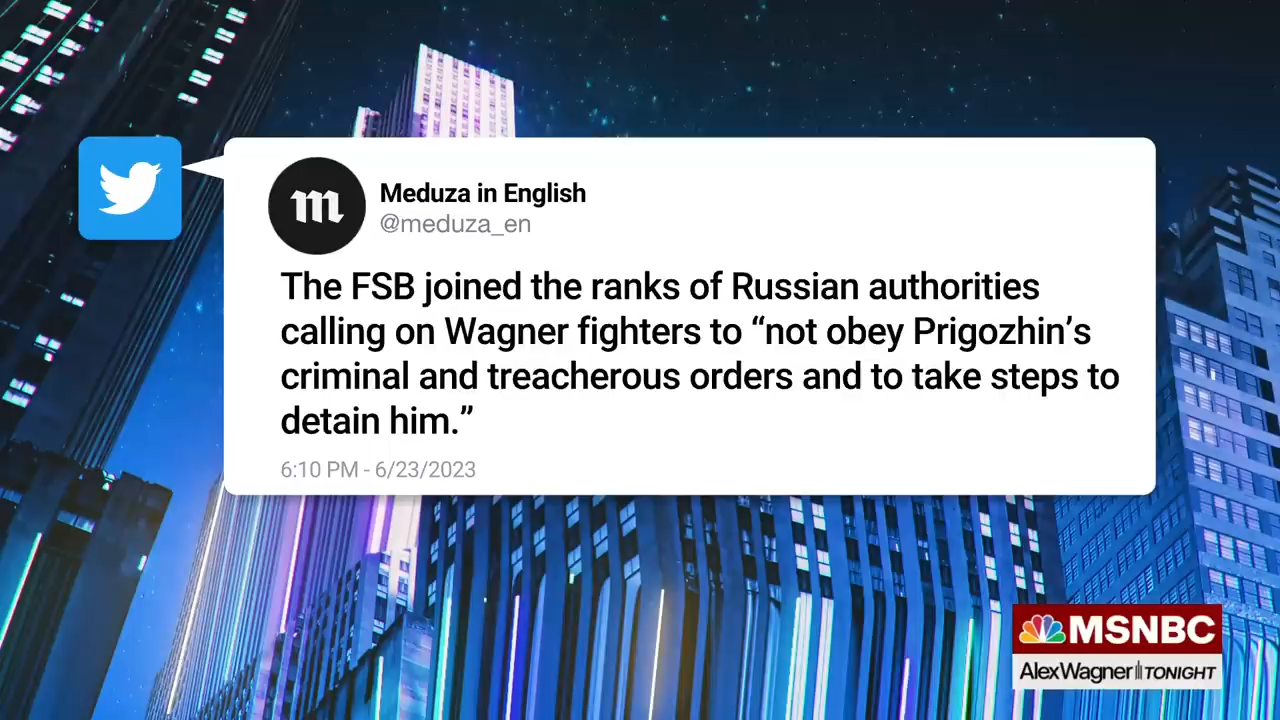 m
Meduza in English
@meduza_en
The FSB joined the ranks of Russian authorities
calling on Wagner fighters to “not obey Prigozhin’s
criminal and treacherous orders and to take steps to
detain him.”
6:10 PM - 6/23/2023
MSNBC
AlexWagner TONIGHT